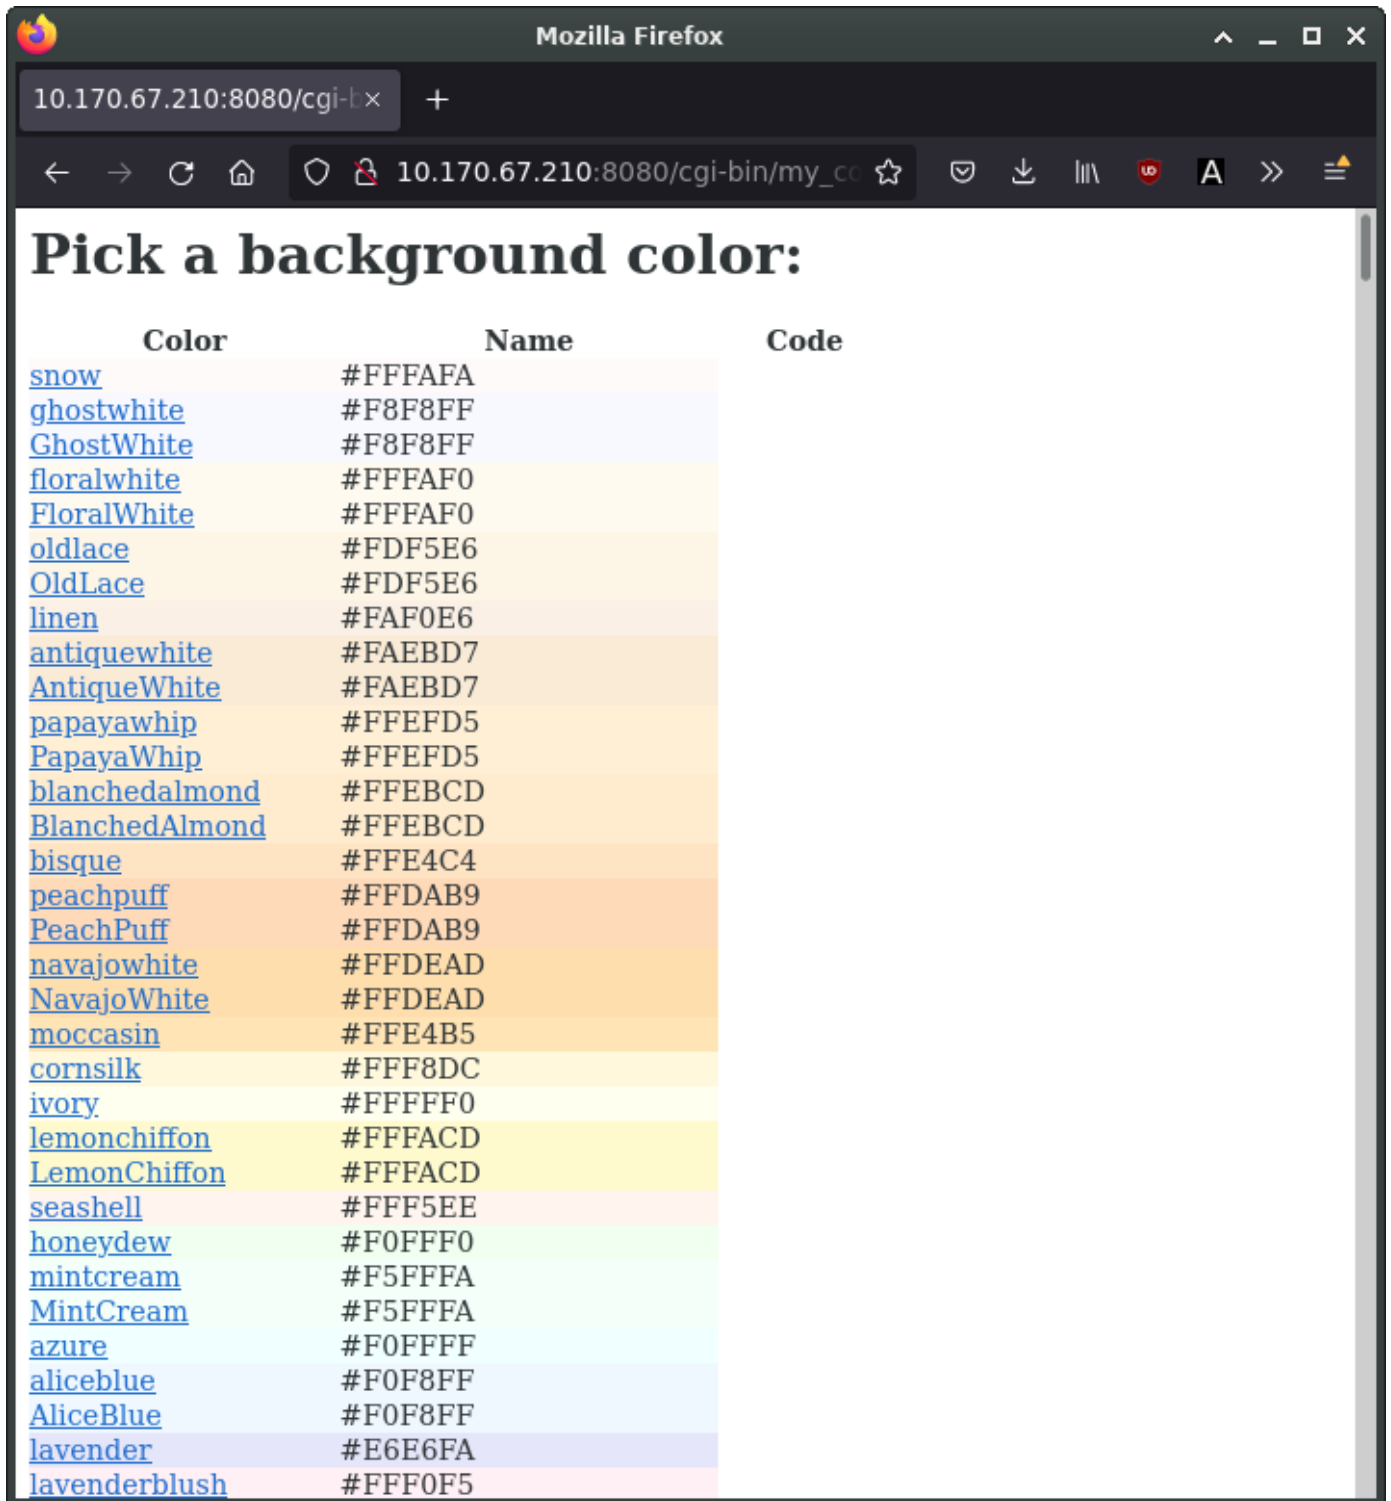 Mozilla Firefox
10.170.67.210:8080/cgi-b
10.170.67.210:8080/cgi-bin/my_co
Pick a background color:
Color Name Code
snow #FFFAFA
ghostwhite #F8F8FF
GhostWhite #F8F8FF
floralwhite #FFFAF0
FloralWhite #FFFAF0
oldlace #FDF5E6
OldLace #FDF5E6
linen #FAF0E6
antiquewhite #FAEBD7
AntiqueWhite #FAEBD7
papayawhip #FFEFD5
PapayaWhip #FFEFD5
blanchedalmond #FFEBCD
BlanchedAlmond #FFEBCD
bisque #FFE4C4
peachpuff #FFDAB9
PeachPuff #FFDAB9
navajowhite #FFDEAD
NavajoWhite #FFDEAD
moccasin #FFE4B5
cornsilk #FFF8DC
ivory #FFFFF0
lemonchiffon #FFFACD
LemonChiffon #FFFACD
seashell #FFF5EE
honeydew #F0FFF0
mintcream #F5FFFA
MintCream #F5FFFA
azure #F0FFFF
aliceblue #F0F8FF
AliceBlue #F0F8FF
lavender #E6E6FA
lavenderblush #FFF0F5